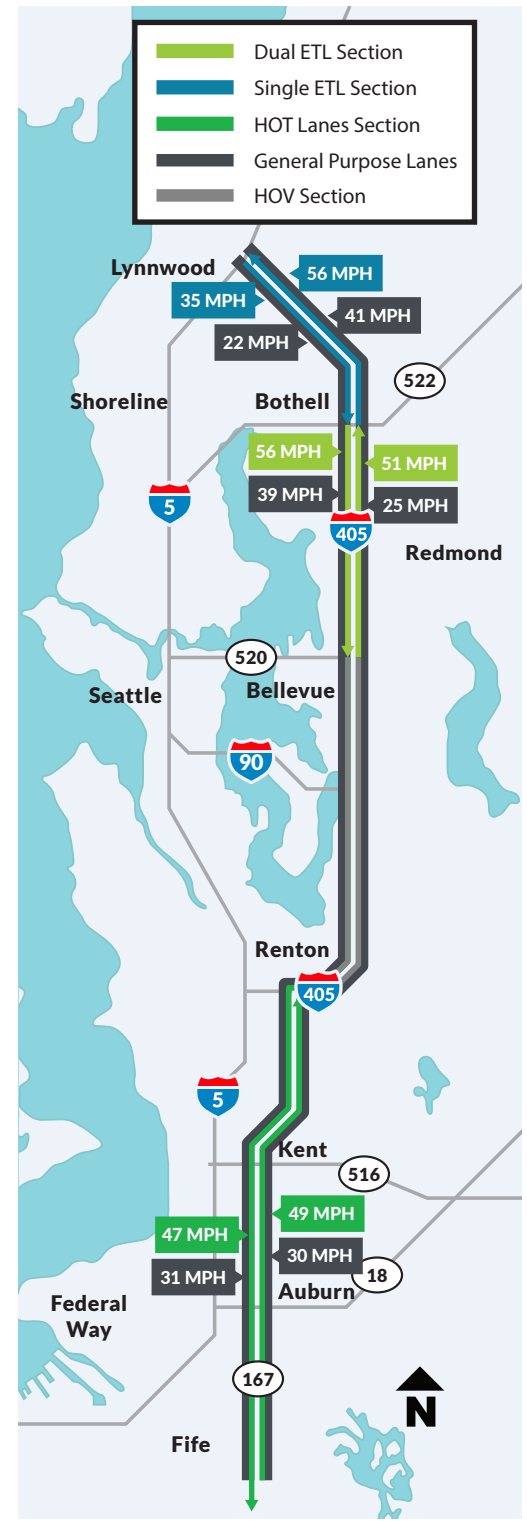 Dual ETL Section
Single ETL Section
HOT Lanes Section
General Purpose Lanes
HOV Section
Lynnwood
56 MPH
35 MPH
41 MPH
22 MPH
522
Shoreline
Bothell
56 MPH
51 MPH
39 MPH
25 MPH
5
405
Redmond
520
Seattle
Bellevue
90
Renton
405
5
Kent
516
49 MPH
47 MPH
30 MPH
31 MPH
18
Auburn
Federal
Way
167
N
Fife